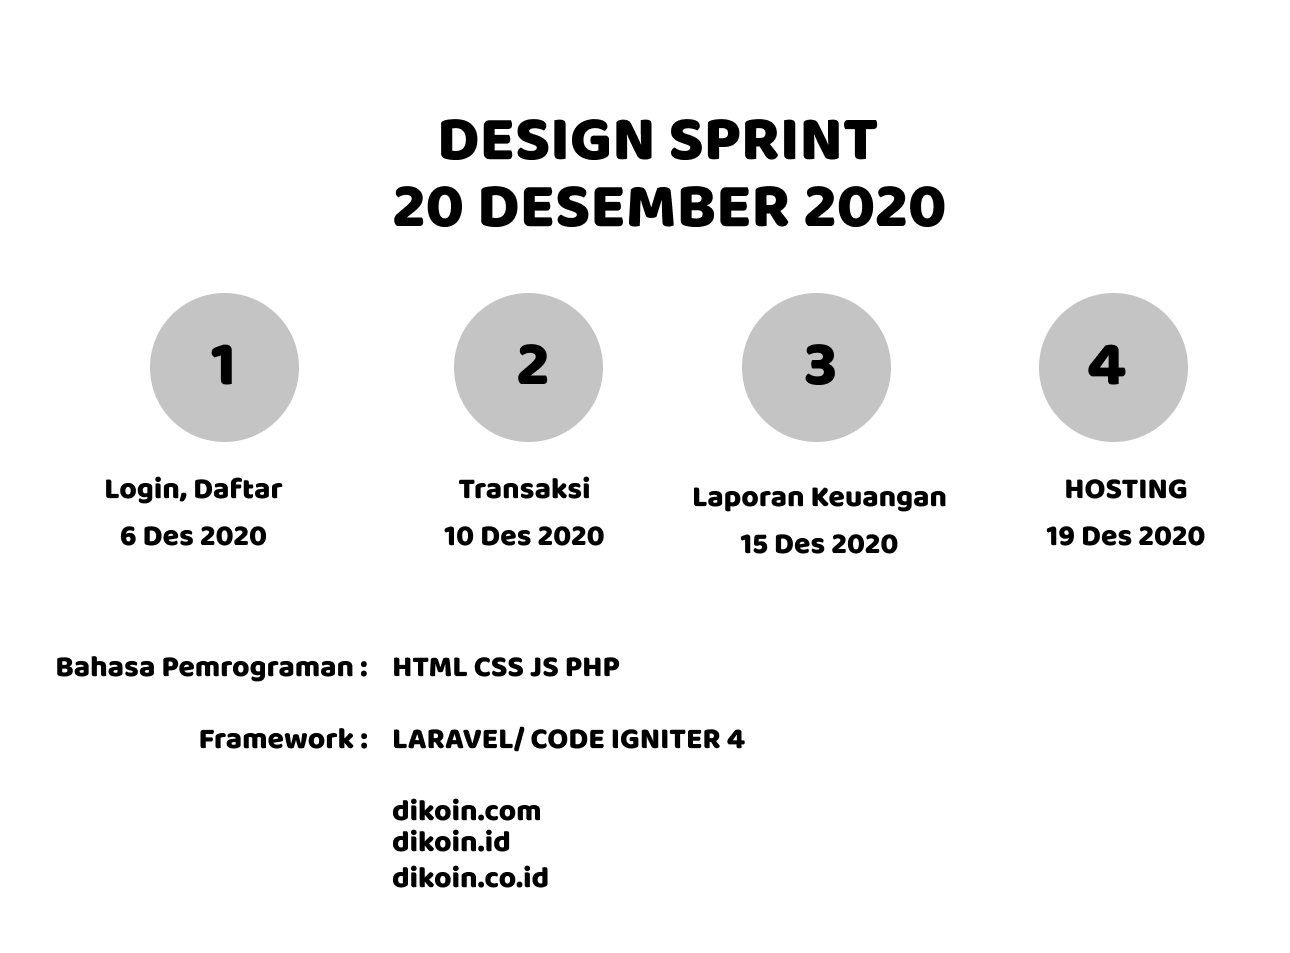 DESIGN SPRINT
20 DESEMBER 2020
1
2
3
4
Login, Daftar
6 Des 2020
Transaksi
10 Des 2020
Laporan Keuangan
15 Des 2020
HOSTING
19 Des 2020
Bahasa Pemrograman : HTML CSS JS PHP
Framework : LARAVEL/ CODE IGNITER 4
dikoin.com
dikoin.id
dikoin.co.id